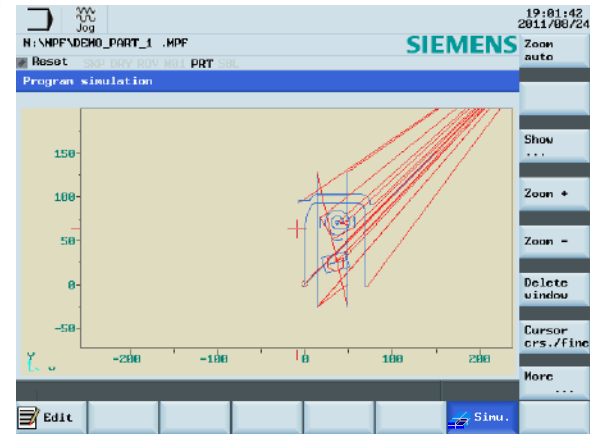 19:01:42
2011/08/24
Jog
N:\MPF\DEMO_PART_1 .MPF
SIEMENS
Reset SKP DRY ROV M01 PRT SBL
Program simulation
Zoom
auto
Show
...
Zoom +
Zoom -
Delete
window
Cursor
crs./fine
More
...
150
100
50
0
-50
-200
-100
0
100
200
Y
Edit
Simu.